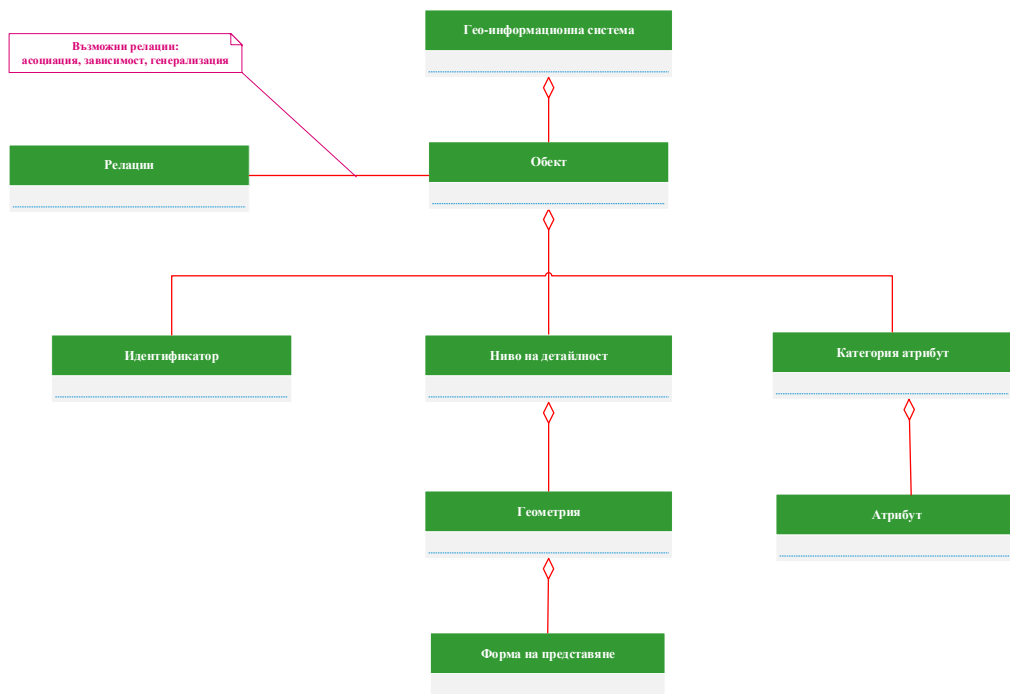 Гео-информационна система
Възможни релации:
асоциация, зависимост, генерализация
Релации
Обект
Идентификатор
Ниво на детайлност
Категория атрибут
Геометрия
Атрибут
Форма на представяне